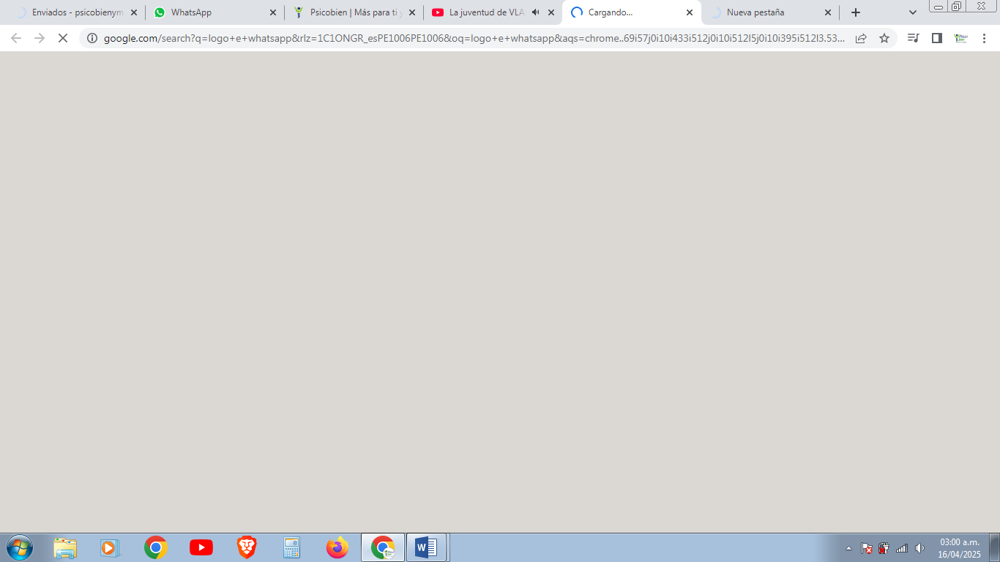 Enviados - psicobienym
WhatsApp
Psicobien | Más para ti y
La juventud de VLA
Cargando...
Nueva pestaña
google.com/search?q=logo+e+whatsapp&rlz=1C1ONGR_esPE1006PE1006&oq=logo+e+whatsapp&aqs=chrome..69i57j0i10i433i512j0i10i512l5j0i10i395i512l3.53...
W
03:00 a.m.
16/04/2025